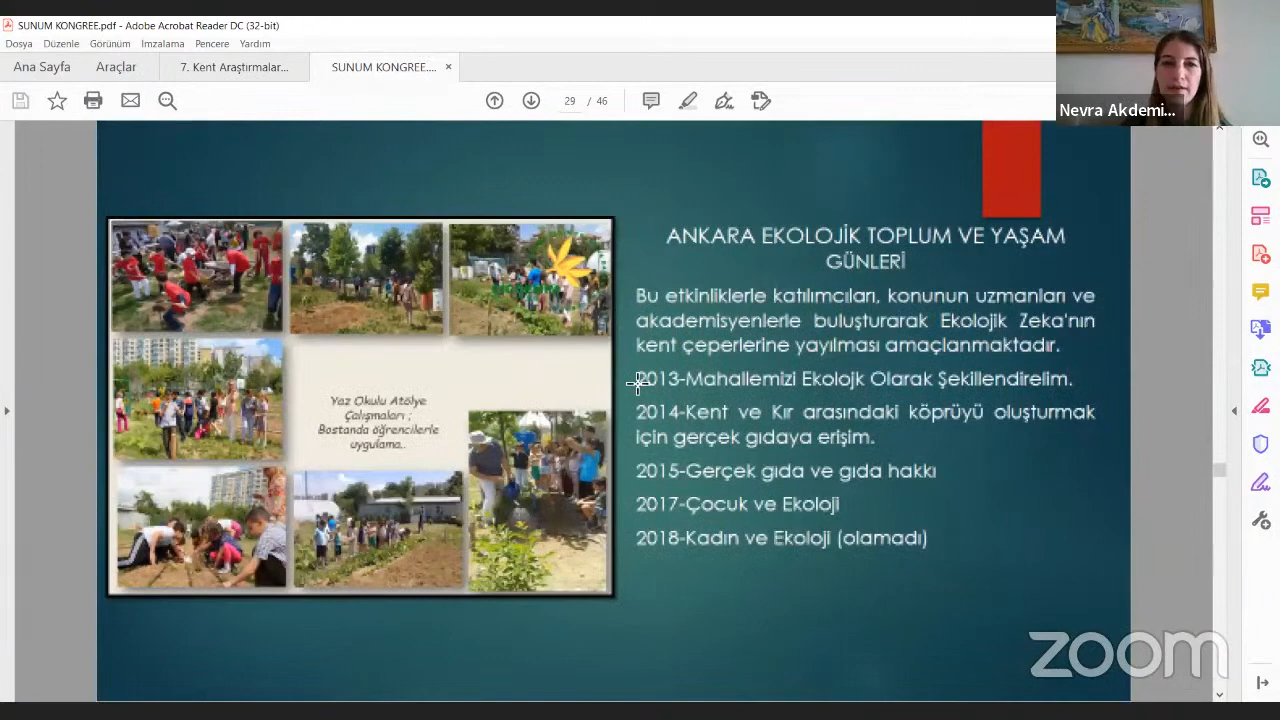 SUNUM KONGREE.pdf - Adobe Acrobat Reader DC (32-bit)
Dosya Düzenle Görünüm Imzalama Pencere Yardım
Ana Sayfa Araçlar 7. Kent Araştırmalar... SUNUM KONGREE.... ×
29 / 46
Nevra Akdemi...
ANKARA EKOLOJİK TOPLUM VE YAŞAM
GÜNLERİ
Bu etkinliklerle katılımcıları, konunun uzmanları ve
akademisyenlerle buluşturarak Ekolojik Zeka'nın
kent çeperlerine yayılması amaçlanmaktadır.
2013-Mahallemizi Ekolojk Olarak Şekillendirelim.
2014-Kent ve Kır arasındaki köprüyü oluşturmak
için gerçek gıdaya erişim.
2015-Gerçek gıda ve gıda hakkı
2017-Çocuk ve Ekoloji
2018-Kadın ve Ekoloji (olamadı)
Yaz Okulu Atölye
Çalışmaları ;
Bostanda öğrencilerle
uygulama..
zoom